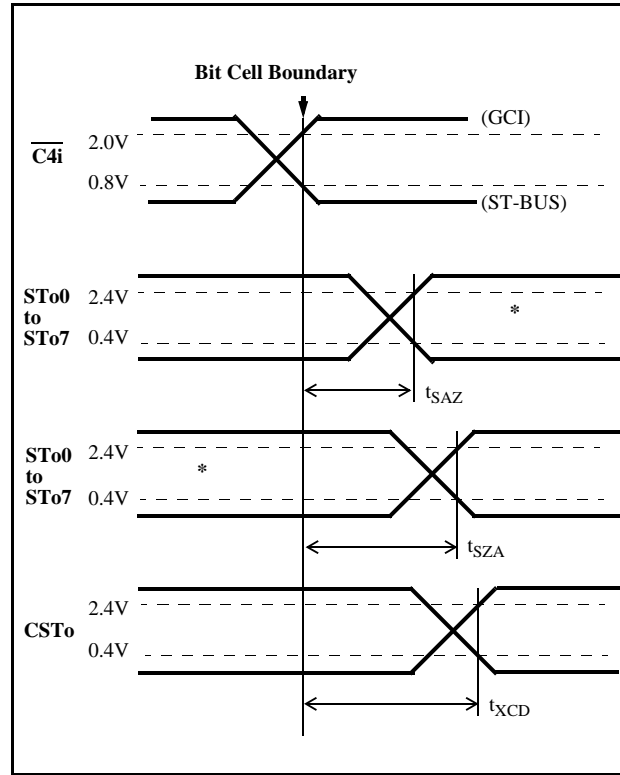 Bit Cell Boundary
(GCI)
C4i
2.0V
0.8V
(ST-BUS)
STo0
to
STo7
2.4V
0.4V
*
tSAZ
STo0
to
STo7
2.4V
0.4V
*
tSZA
CSTo
2.4V
0.4V
tXCD